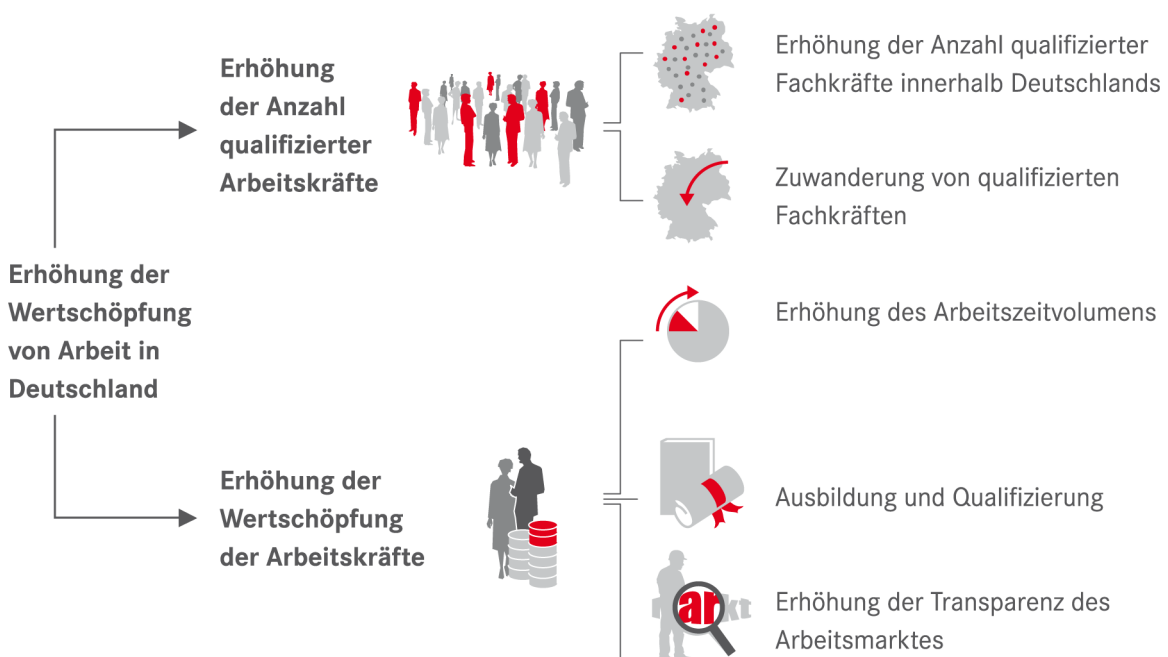 Erhöhung
der Anzahl
qualifizierter
Arbeitskräfte
Erhöhung der Anzahl qualifizierter
Fachkräfte innerhalb Deutschlands
Zuwanderung von qualifizierten
Fachkräften
Erhöhung der
Wertschöpfung
von Arbeit in
Deutschland
Erhöhung des Arbeitszeitvolumens
Erhöhung der
Wertschöpfung
der Arbeitskräfte
Ausbildung und Qualifizierung
arkt
Erhöhung der Transparenz des
Arbeitsmarktes